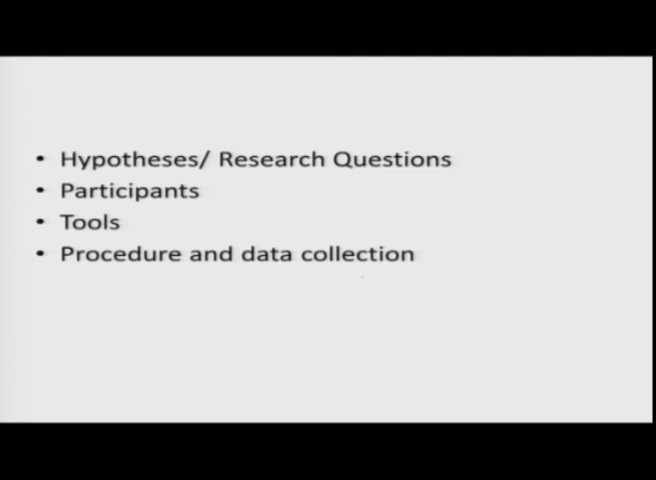 • Hypotheses/ Research Questions
• Participants
• Tools
• Procedure and data collection